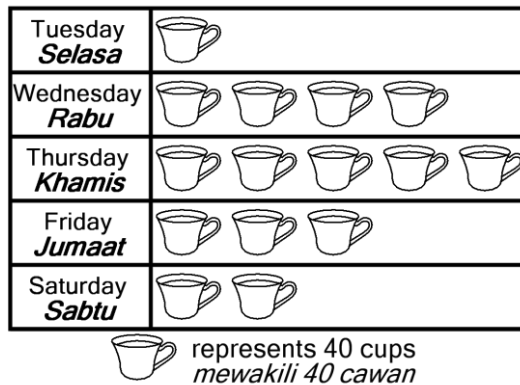 Tuesday
Selasa
Wednesday
Rabu
Thursday
Khamis
Friday
Jumaat
Saturday
Sabtu
represents 40 cups
mewakili 40 cawan